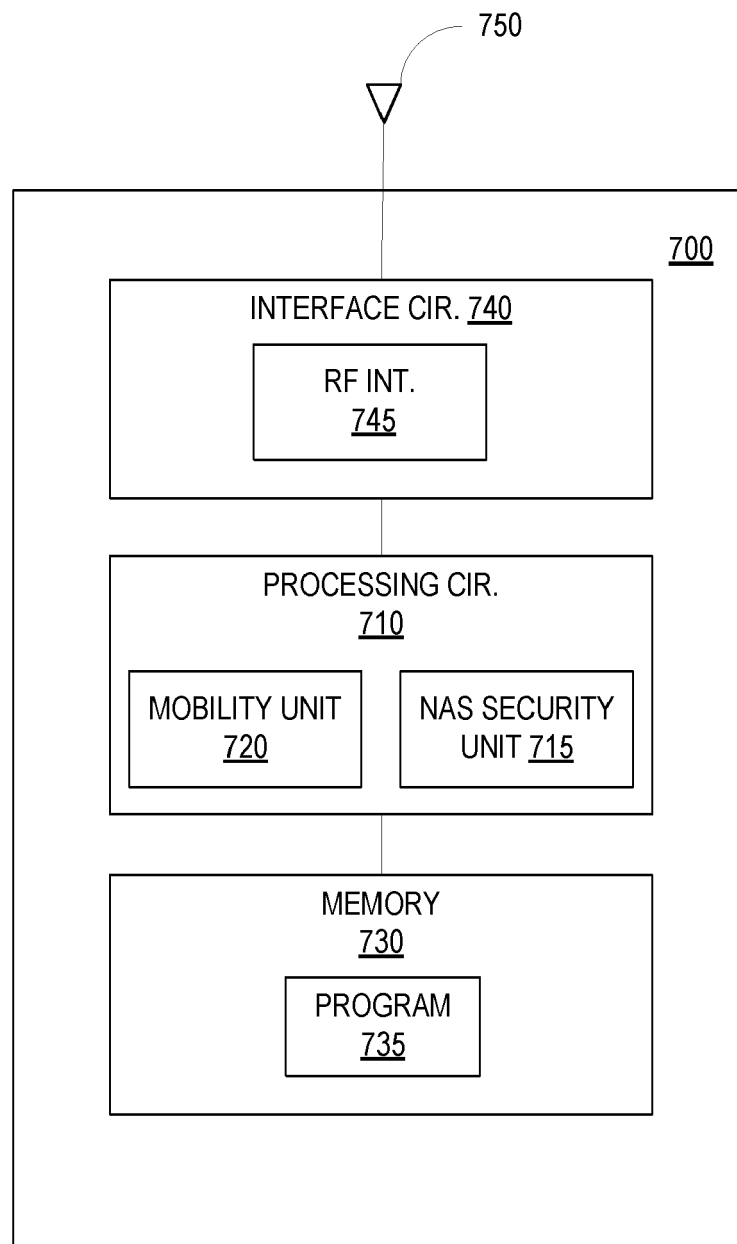 750
700
INTERFACE CIR. 740
RF INT.
745
PROCESSING CIR.
710
MOBILITY UNIT
720
NAS SECURITY
UNIT 715
MEMORY
730
PROGRAM
735